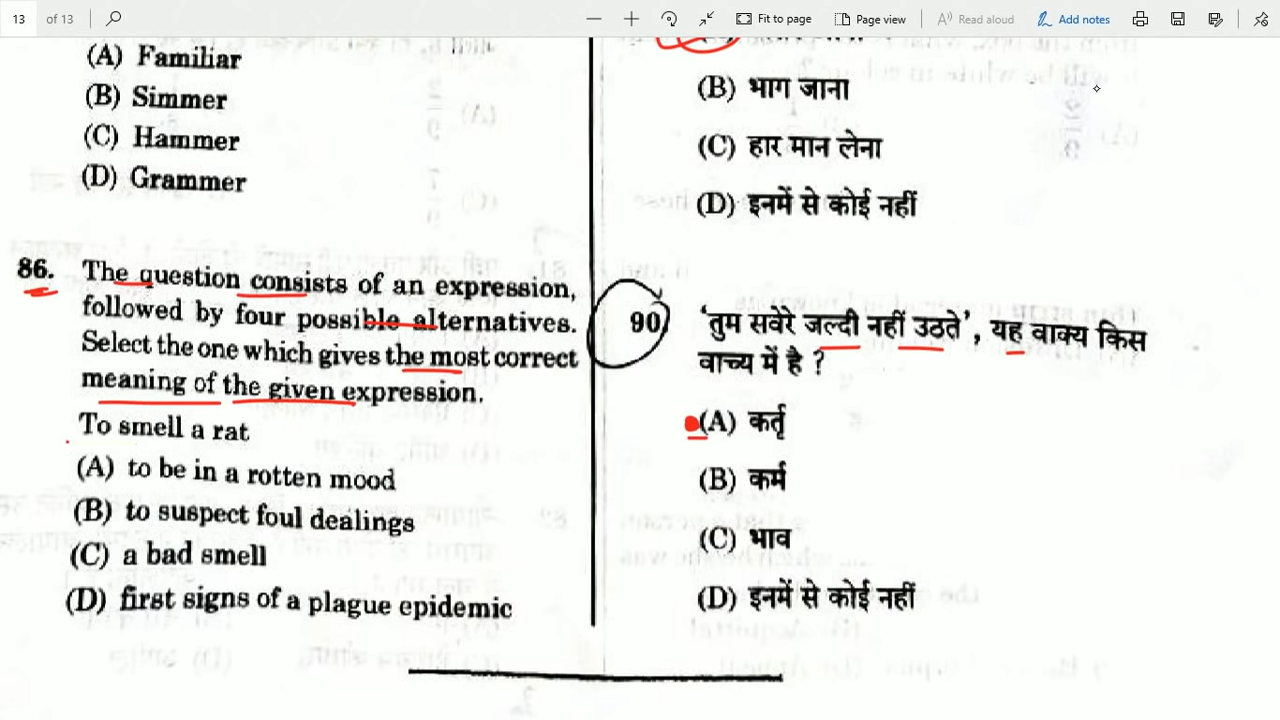 13 of 13
Fit to page
Page view
Read aloud
Add notes
(A) Familiar
(B) Simmer
(C) Hammer
(D) Grammer
86. The question consists of an expression,
followed by four possible alternatives.
Select the one which gives the most correct
meaning of the given expression.
To smell a rat
(A) to be in a rotten mood
(B) to suspect foul dealings
(C) a bad smell
(D) first signs of a plague epidemic
(B) भाग जाना
(C) हार मान लेना
(D) इनमें से कोई नहीं
90 'तुम सवेरे जल्दी नहीं उठते', यह वाक्य किस
वाच्य में है ?
(A) कर्तृ
(B) कर्म
(C) भाव
(D) इनमें से कोई नहीं